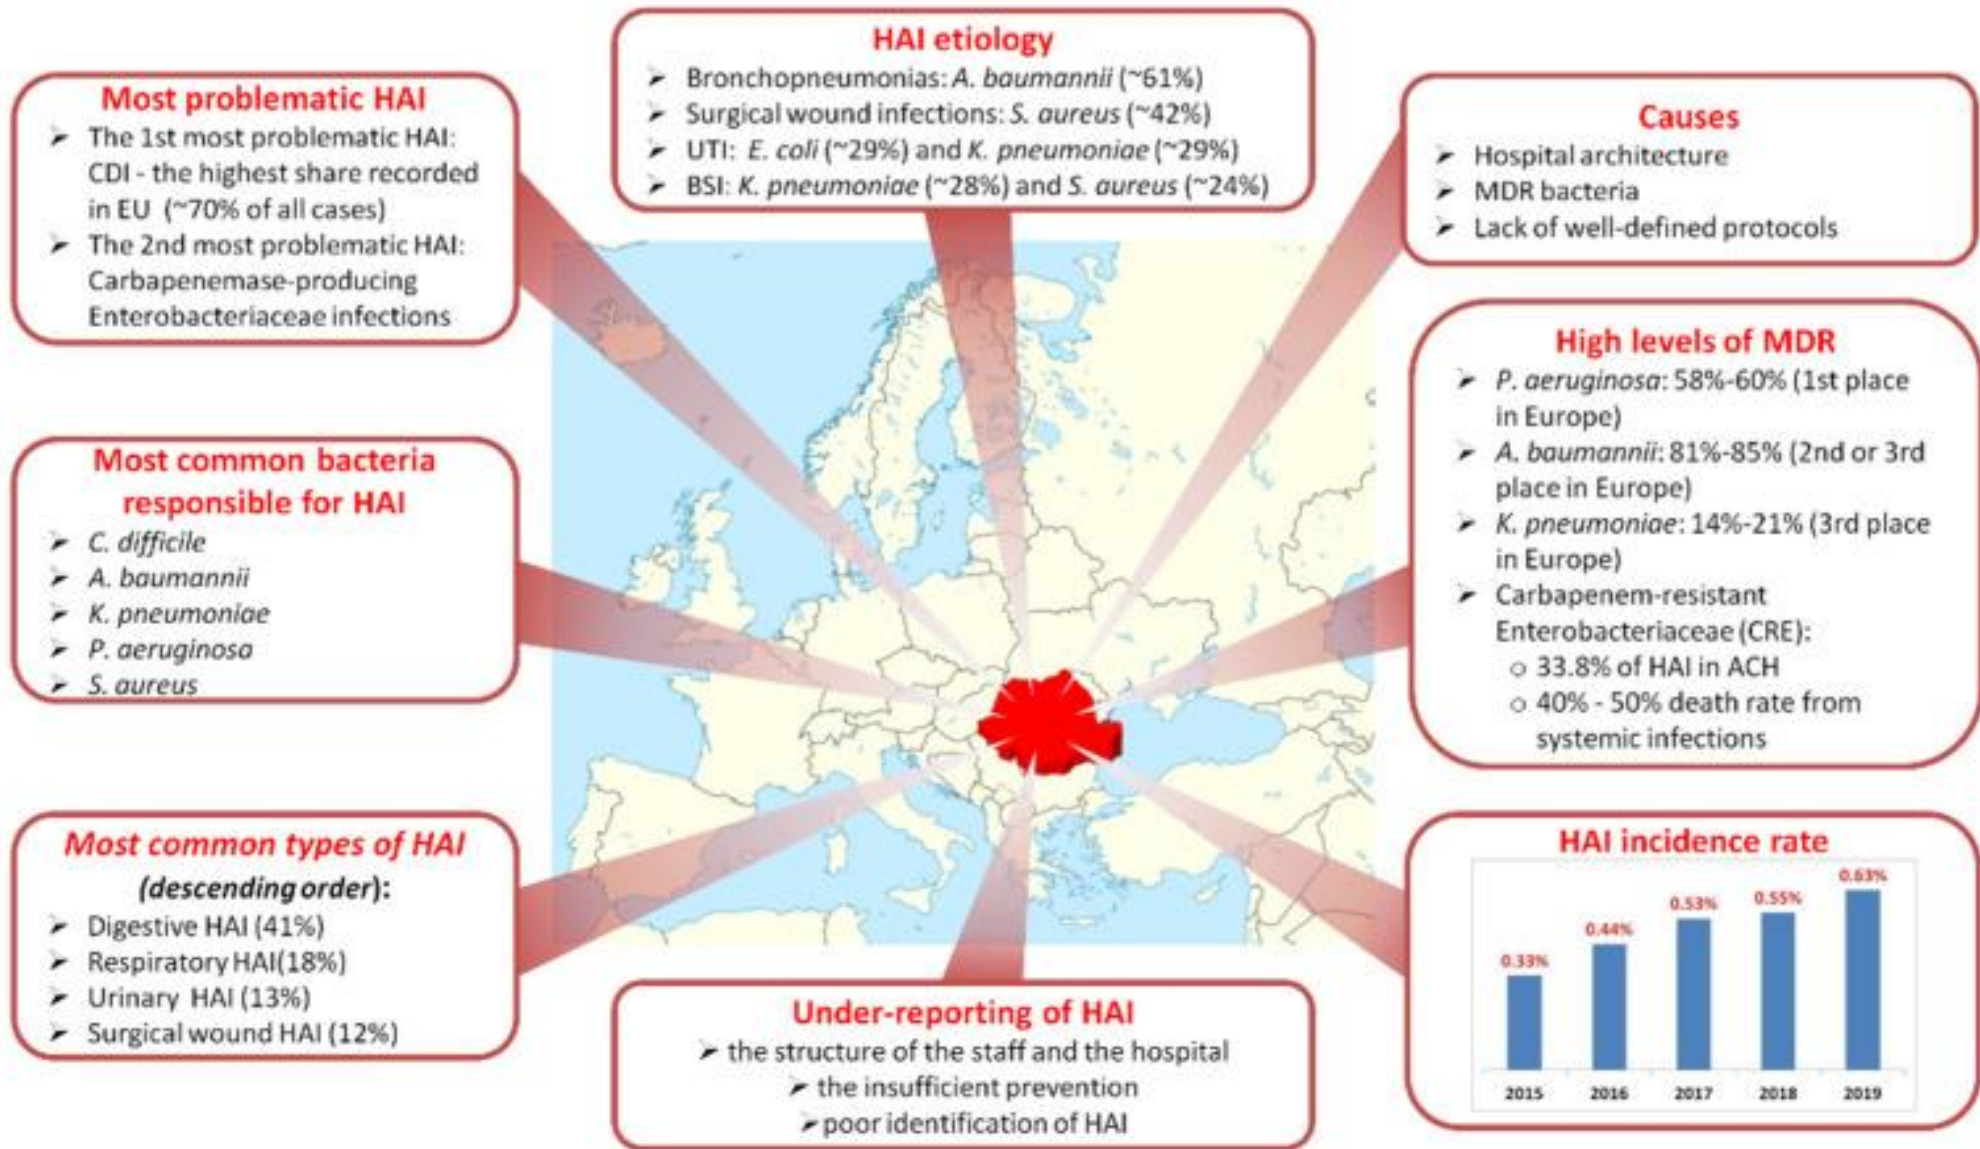 HAI etiology
➢ Bronchopneumonias: A. baumannii (~61%)
➢ Surgical wound infections: S. aureus (~42%)
➢ UTI: E. coli (~29%) and K. pneumoniae (~29%)
➢ BSI: K. pneumoniae (~28%) and S. aureus (~24%)
Most problematic HAI
➢ The 1st most problematic HAI:
CDI - the highest share recorded
in EU (~70% of all cases)
➢ The 2nd most problematic HAI:
Carbapenemase-producing
Enterobacteriaceae infections
Causes
➢ Hospital architecture
➢ MDR bacteria
➢ Lack of well-defined protocols
Most common bacteria
responsible for HAI
➢ C. difficile
➢ A. baumannii
➢ K. pneumoniae
➢ P. aeruginosa
➢ S. aureus
High levels of MDR
➢ P. aeruginosa: 58%-60% (1st place
in Europe)
➢ A. baumannii: 81%-85% (2nd or 3rd
place in Europe)
➢ K. pneumoniae: 14%-21% (3rd place
in Europe)
➢ Carbapenem-resistant
Enterobacteriaceae (CRE):
o 33.8% of HAI in ACH
o 40% - 50% death rate from
systemic infections
Most common types of HAI
(descending order):
➢ Digestive HAI (41%)
➢ Respiratory HAI(18%)
➢ Urinary HAI (13%)
➢ Surgical wound HAI (12%)
Under-reporting of HAI
➢ the structure of the staff and the hospital
➢ the insufficient prevention
➢ poor identification of HAI
HAI incidence rate
0.33% 0.44% 0.53% 0.55% 0.63%
2015 2016 2017 2018 2019